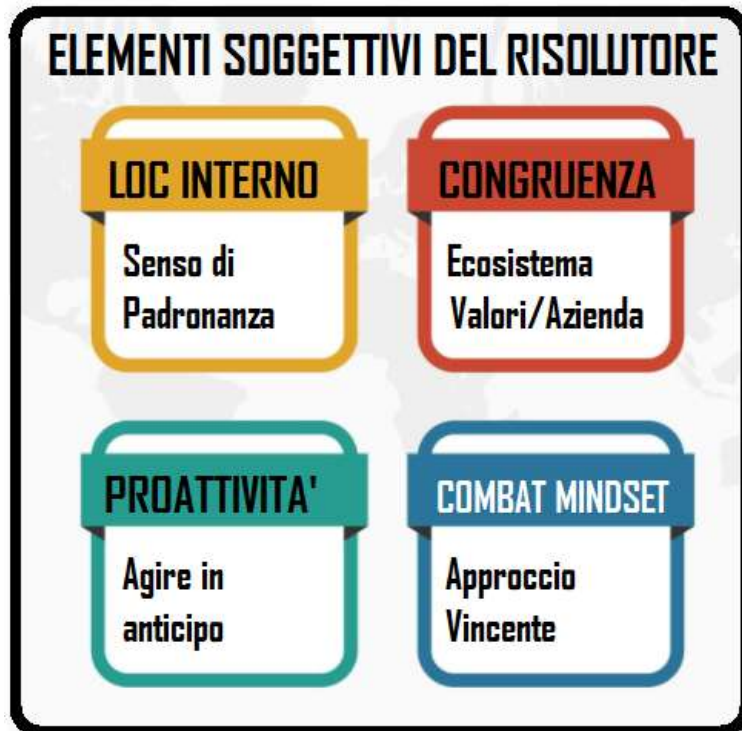 ELEMENTI SOGGETTIVI DEL RISOLUTORE
LOC INTERNO
Senso di
Padronanza
CONGRUENZA
Ecosistema
Valori/Azienda
PROATTIVITA'
Agire in
anticipo
COMBAT MINDSET
Approccio
Vincente